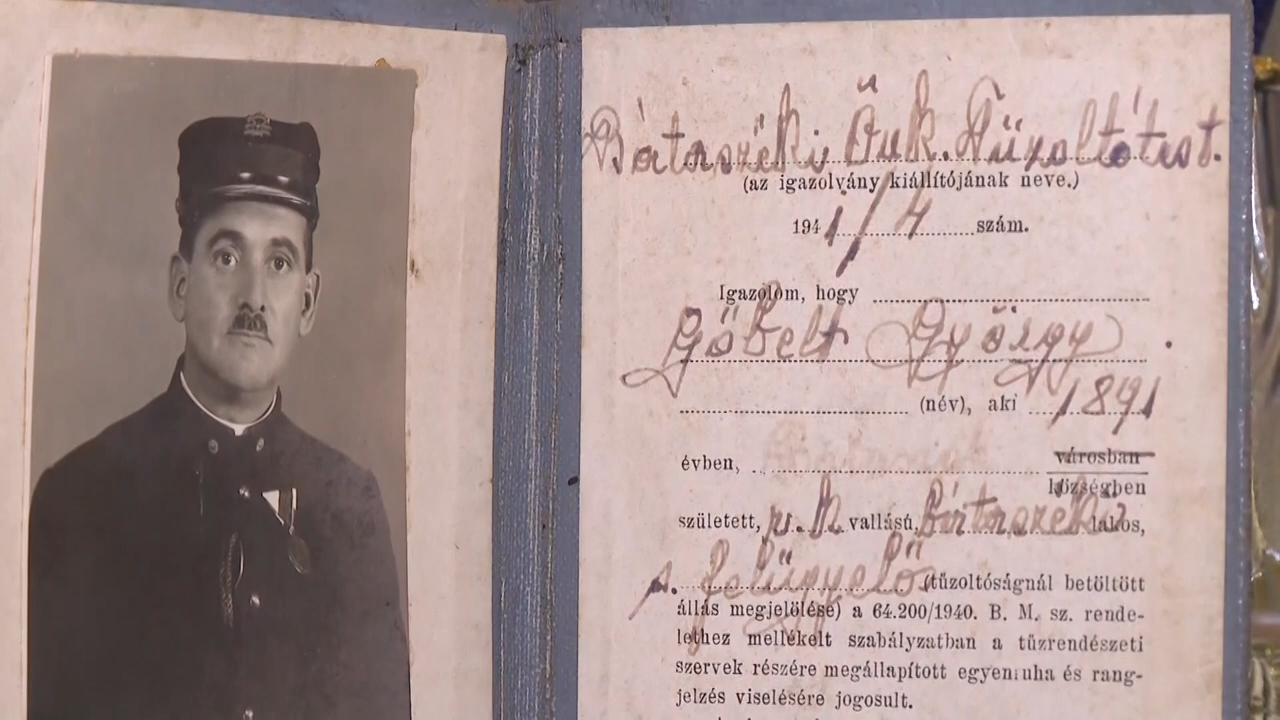 Bátaszéki Önk. Tűzoltótest.
(az igazolvány kiállítójának neve.)
1941/4 szám.
Igazolom, hogy
Göbelt György.
(név), aki 1891
évben, városban
községben
született, r. k. vallású, bátaszéki lakos,
s. felügyelő (tűzoltóságnál betöltött
állás megjelölése) a 64.200/1940. B. M. sz. rende-
lethez mellékelt szabályzatban a tűzrendészeti
szervek részére megállapított egyenruha és rang-
jelzés viselésére jogosult.